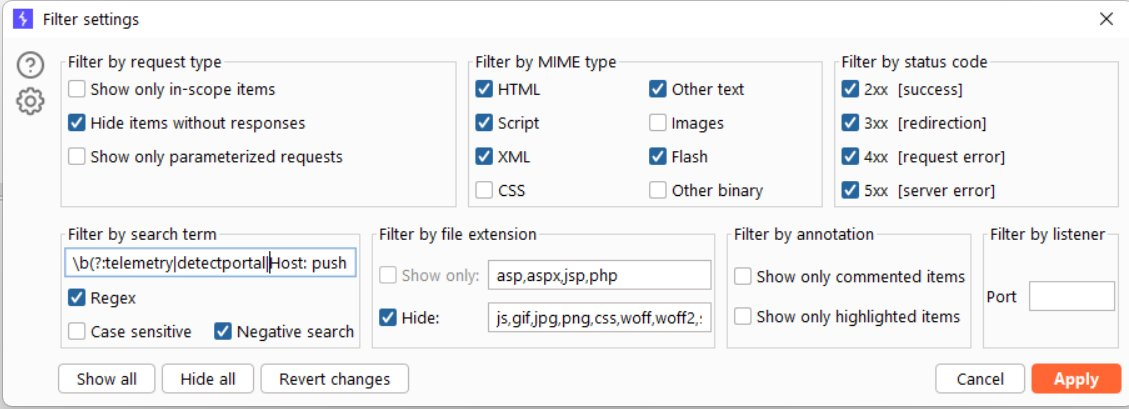 Filter settings
Filter by request type
Show only in-scope items
Hide items without responses
Show only parameterized requests
Filter by MIME type
HTML
Other text
Script
Images
XML
Flash
CSS
Other binary
Filter by status code
2xx [success]
3xx [redirection]
4xx [request error]
5xx [server error]
Filter by search term
\b(?:telemetry|detectportal|Host: push
Regex
Case sensitive
Negative search
Filter by file extension
Show only:
asp,aspx,jsp,php
Hide:
js,gif,jpg,png,css,woff,woff2,
Filter by annotation
Show only commented items
Show only highlighted items
Filter by listener
Port
Show all
Hide all
Revert changes
Cancel
Apply